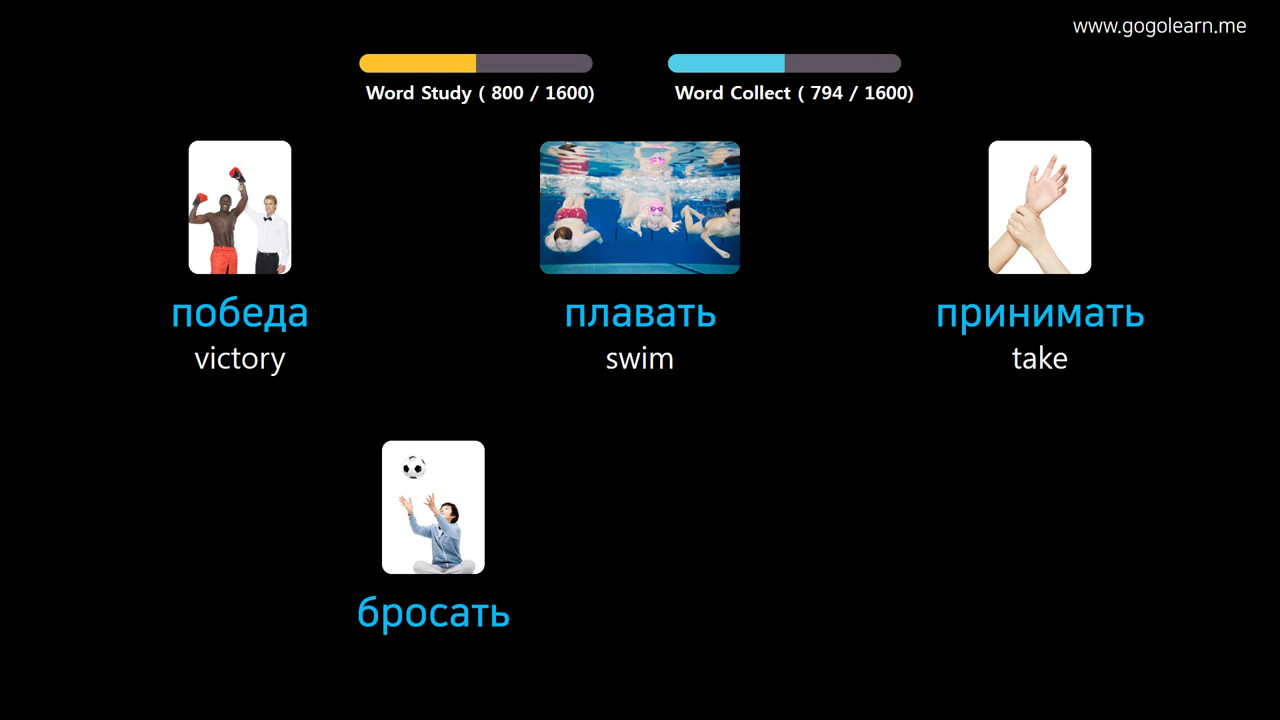 www.gogolearn.me
Word Study ( 800 / 1600)
Word Collect ( 794 / 1600)
победа
victory
плавать
swim
принимать
take
бросать